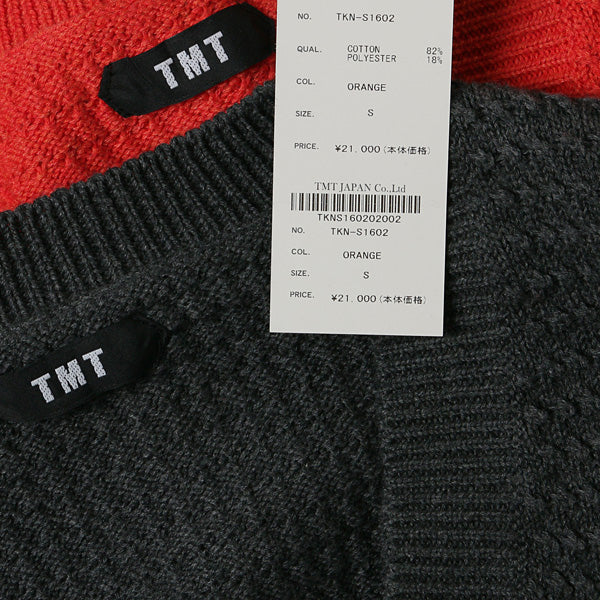 TMT
NO. TKN-S1602
QUAL. COTTON 82%
POLYESTER 18%
COL. ORANGE
SIZE. S
PRICE. ¥21,000(本体価格)
TMT JAPAN Co.,Ltd
TKNS160202002
NO. TKN-S1602
COL. ORANGE
SIZE. S
PRICE. ¥21,000(本体価格)
TMT